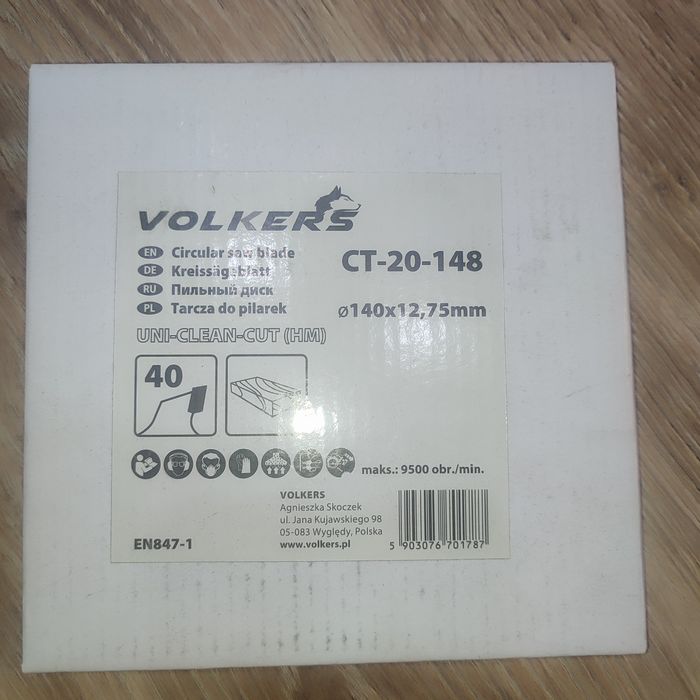 VOLKERS
EN Circular saw blade
DE Kreissägeblatt
RU Пильный диск
PL Tarcza do pilarek
CT-20-148
ø140x12,75mm
UNI-CLEAN-CUT (HM)
40
maks.: 9500 obr./min.
VOLKERS
Agnieszka Skoczek
ul. Jana Kujawskiego 98
05-083 Wyględy, Polska
www.volkers.pl
EN847-1
5 903076 701787